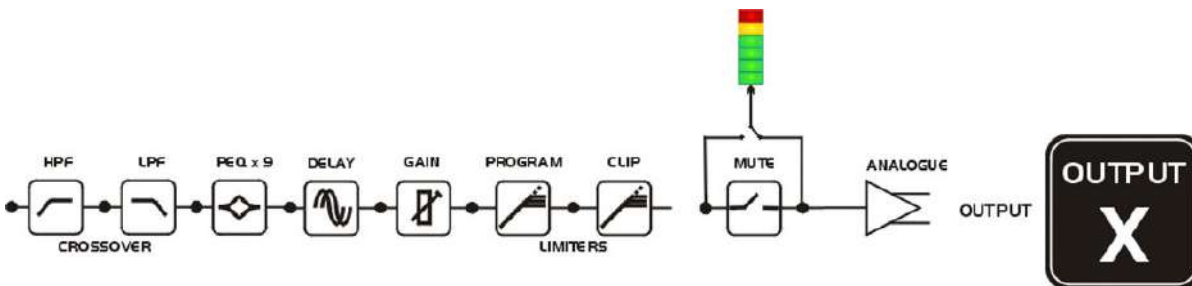 HPF
LPF
PEQ x 9
DELAY
GAIN
PROGRAM
CLIP
MUTE
ANALOGUE
CROSSOVER
LIMITERS
OUTPUT
OUTPUT
X